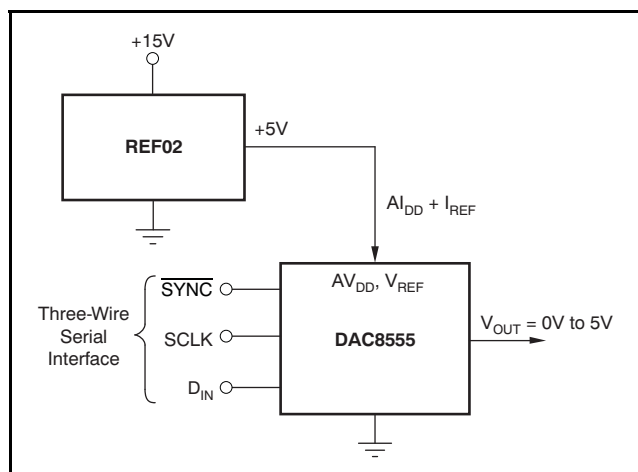 +15V
REF02
+5V
AI_DD + I_REF
SYNC
AV_DD, V_REF
Three-Wire
Serial
Interface
SCLK
DAC8555
V_OUT = 0V to 5V
D_IN